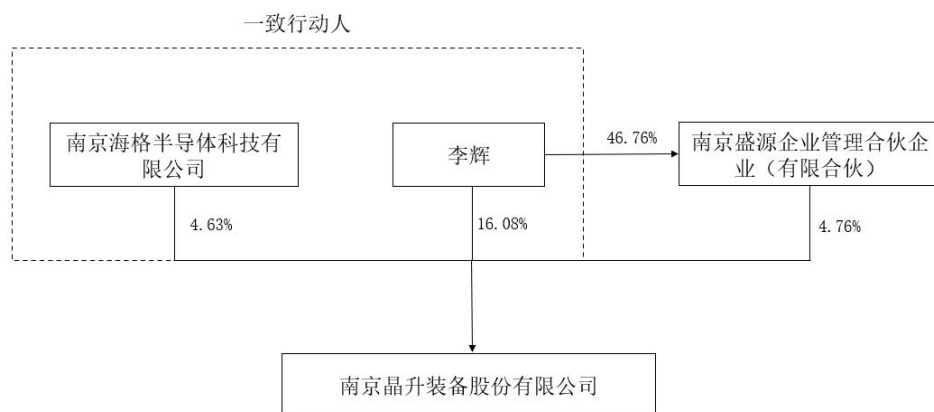 一致行动人
南京海格半导体科技有
限公司
李辉
46.76%
南京盛源企业管理合伙企
业（有限合伙）
4.63%
16.08%
4.76%
南京晶升装备股份有限公司